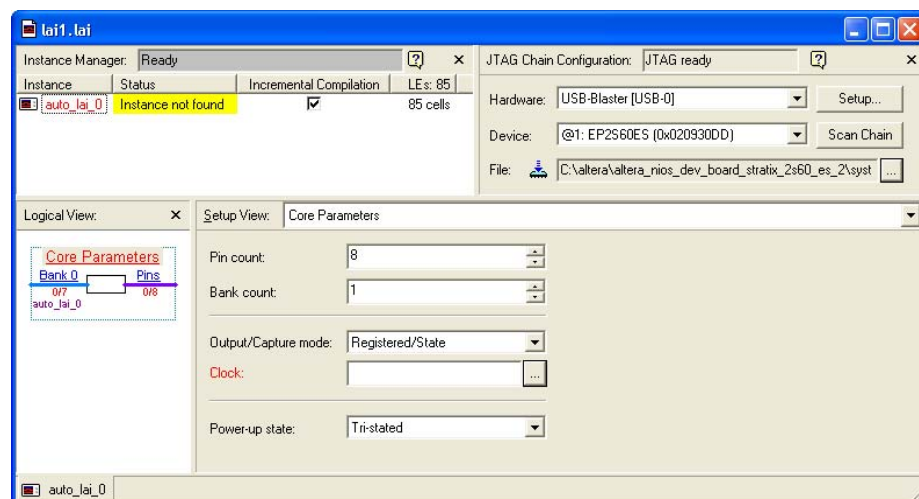 lai1.lai
Instance Manager: Ready
Instance Status Incremental Compilation LEs: 85
auto_lai_0 Instance not found 85 cells
JTAG Chain Configuration: JTAG ready
Hardware: USB-Blaster [USB-0] Setup...
Device: @1: EP2S60ES (0x020930DD) Scan Chain
File: C:\altera\altera_nios_dev_board_stratix_2s60_es_2\syst ...
Logical View:
Core Parameters
Bank 0 Pins
0/7 0/8
auto_lai_0
Setup View: Core Parameters
Pin count: 8
Bank count: 1
Output/Capture mode: Registered/State
Clock: ...
Power-up state: Tri-stated
auto_lai_0